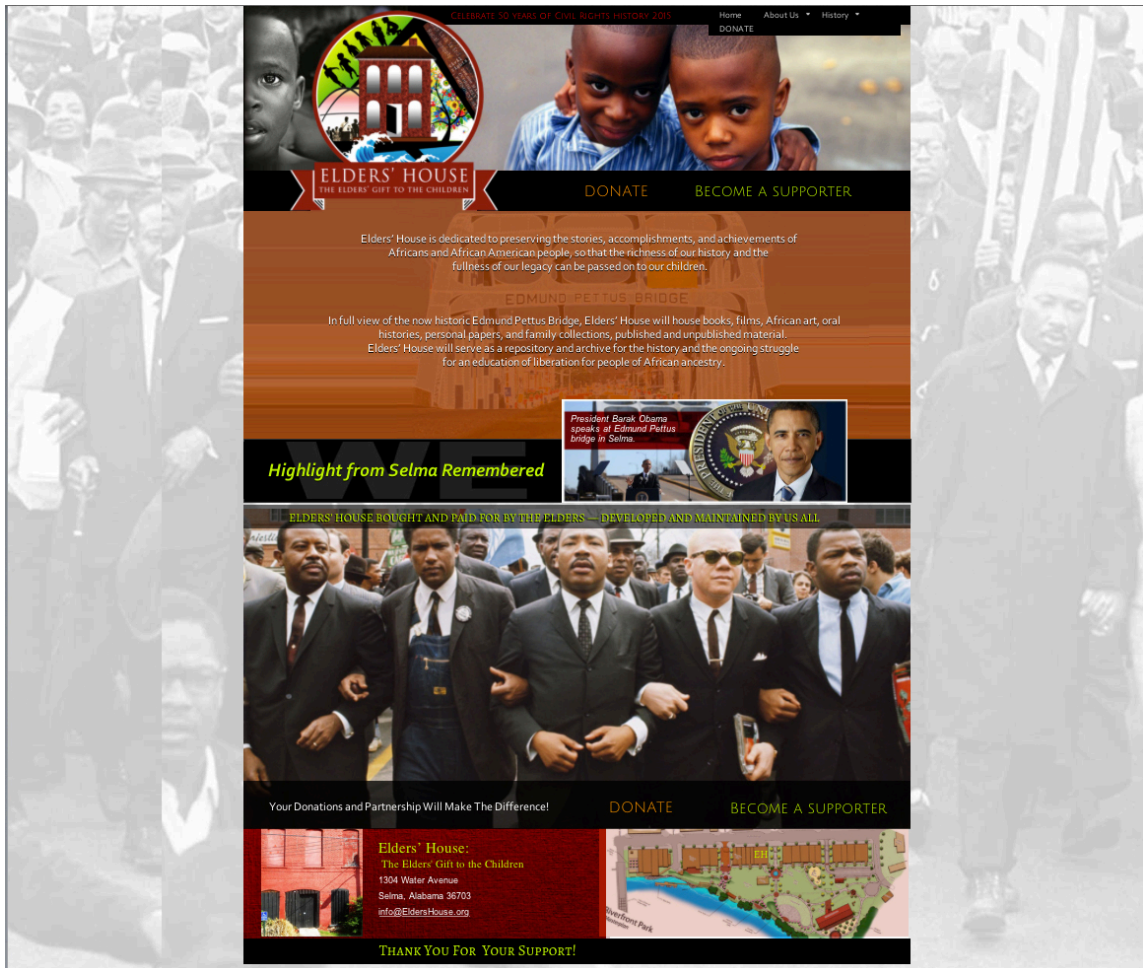 CELEBRATE 50 YEARS OF CIVIL RIGHTS HISTORY 2015
Home About Us History
DONATE
ELDERS' HOUSE
THE ELDERS' GIFT TO THE CHILDREN
DONATE BECOME A SUPPORTER
Elders' House is dedicated to preserving the stories, accomplishments, and achievements of
Africans and African American people, so that the richness of our history and the
fullness of our legacy can be passed on to our children.
EDMUND PETTUS BRIDGE
In full view of the now historic Edmund Pettus Bridge, Elders' House will house books, films, African art, oral
histories, personal papers, and family collections, published and unpublished material.
Elders' House will serve as a repository and archive for the history and the ongoing struggle
for an education of liberation for people of African ancestry.
President Barak Obama
speaks at Edmund Pettus
bridge in Selma.
WE
Highlight from Selma Remembered
ELDERS' HOUSE BOUGHT AND PAID FOR BY THE ELDERS — DEVELOPED AND MAINTAINED BY US ALL
Your Donations and Partnership Will Make The Difference!
DONATE BECOME A SUPPORTER
Elders' House:
The Elders' Gift to the Children
1304 Water Avenue
Selma, Alabama 36703
info@EldersHouse.org
EH
Riverfront Park
THANK YOU FOR YOUR SUPPORT!